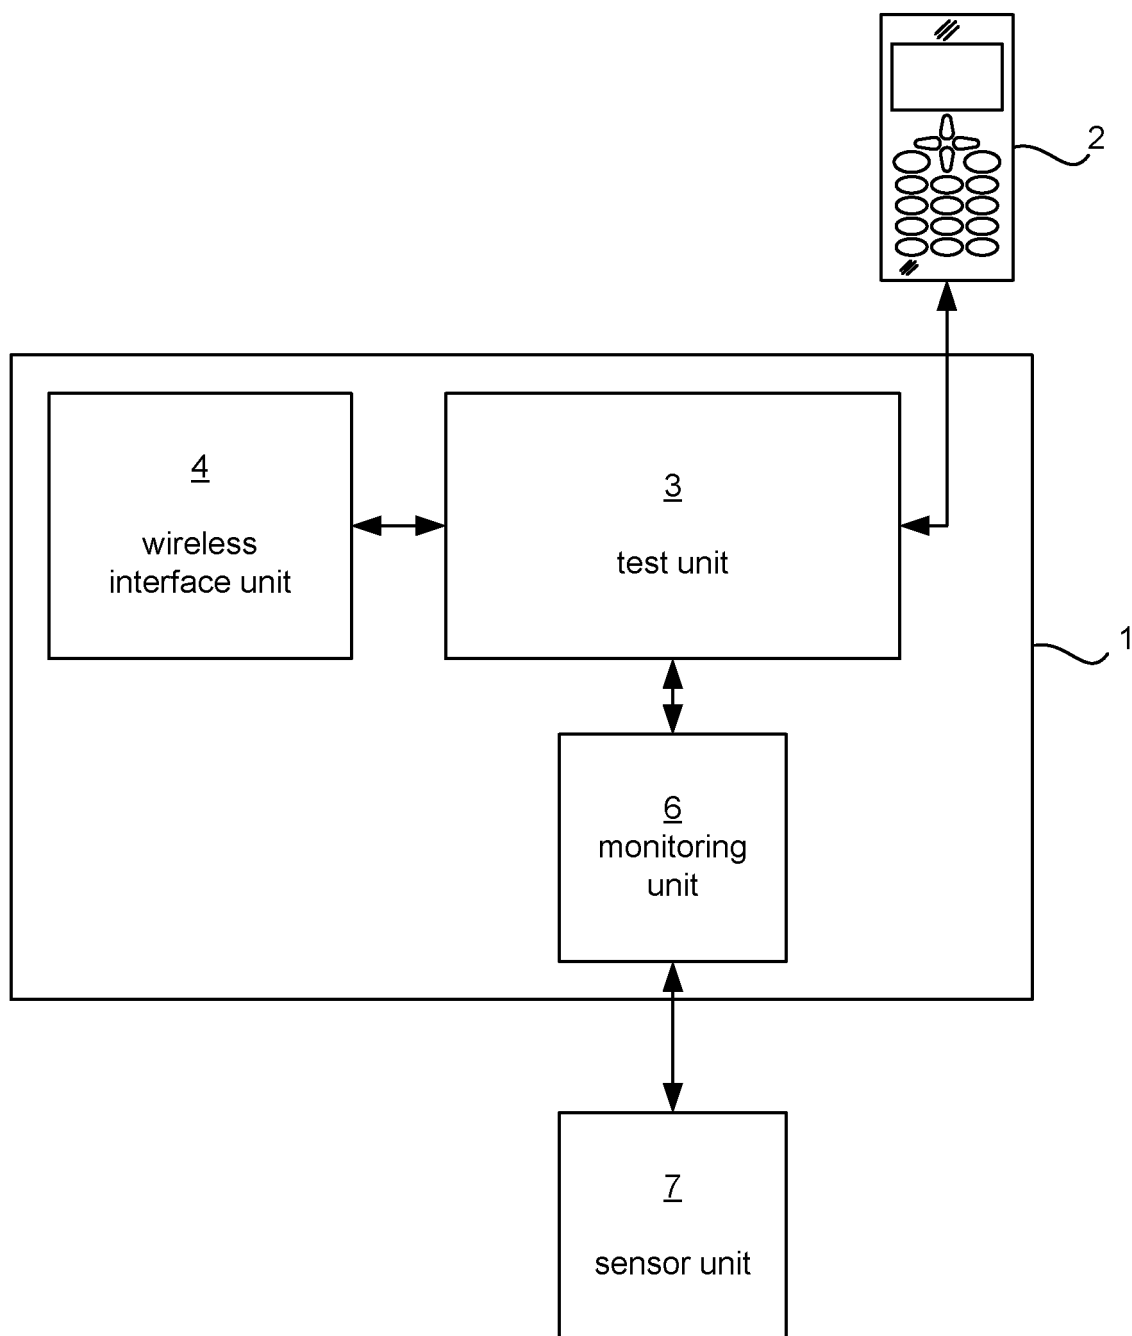 2
4
wireless
interface unit
3
test unit
1
6
monitoring
unit
7
sensor unit